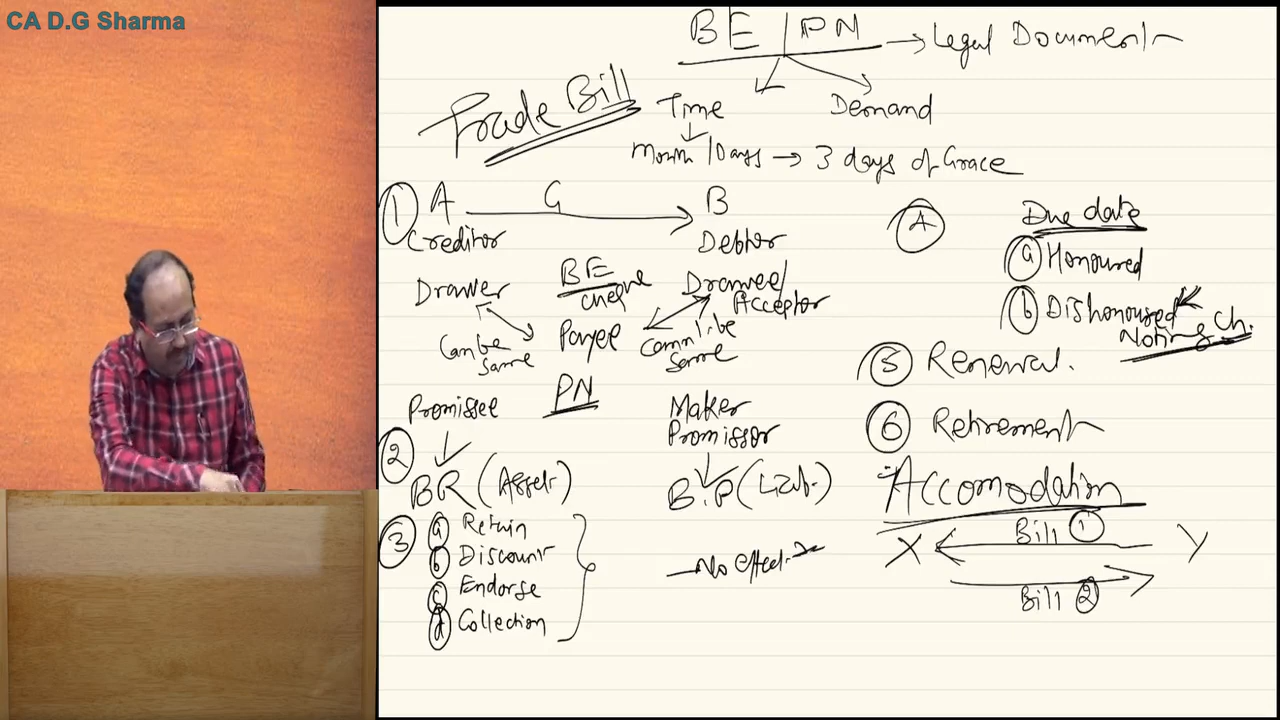 CA D.G Sharma
BE | PN → Legal Document
Trade Bill
Time Demand
Month / Days → 3 days of Grace
① A G B
Creditor Debtor
Drawer BE Drawee/
cheque Acceptor
Can be Same Payee Cann't be Same
Promissee PN Maker
Promissor
② BR (Asset) B.P (Liab.)
③ ⓐ Retain
ⓑ Discount
ⓒ Endorse
ⓓ Collection
No effect
④ Due date
ⓐ Honoured
ⓑ Dishonoured
Noting Ch.
⑤ Renewal.
⑥ Retirement
Accomodation
X Bill ① Y
Bill ②